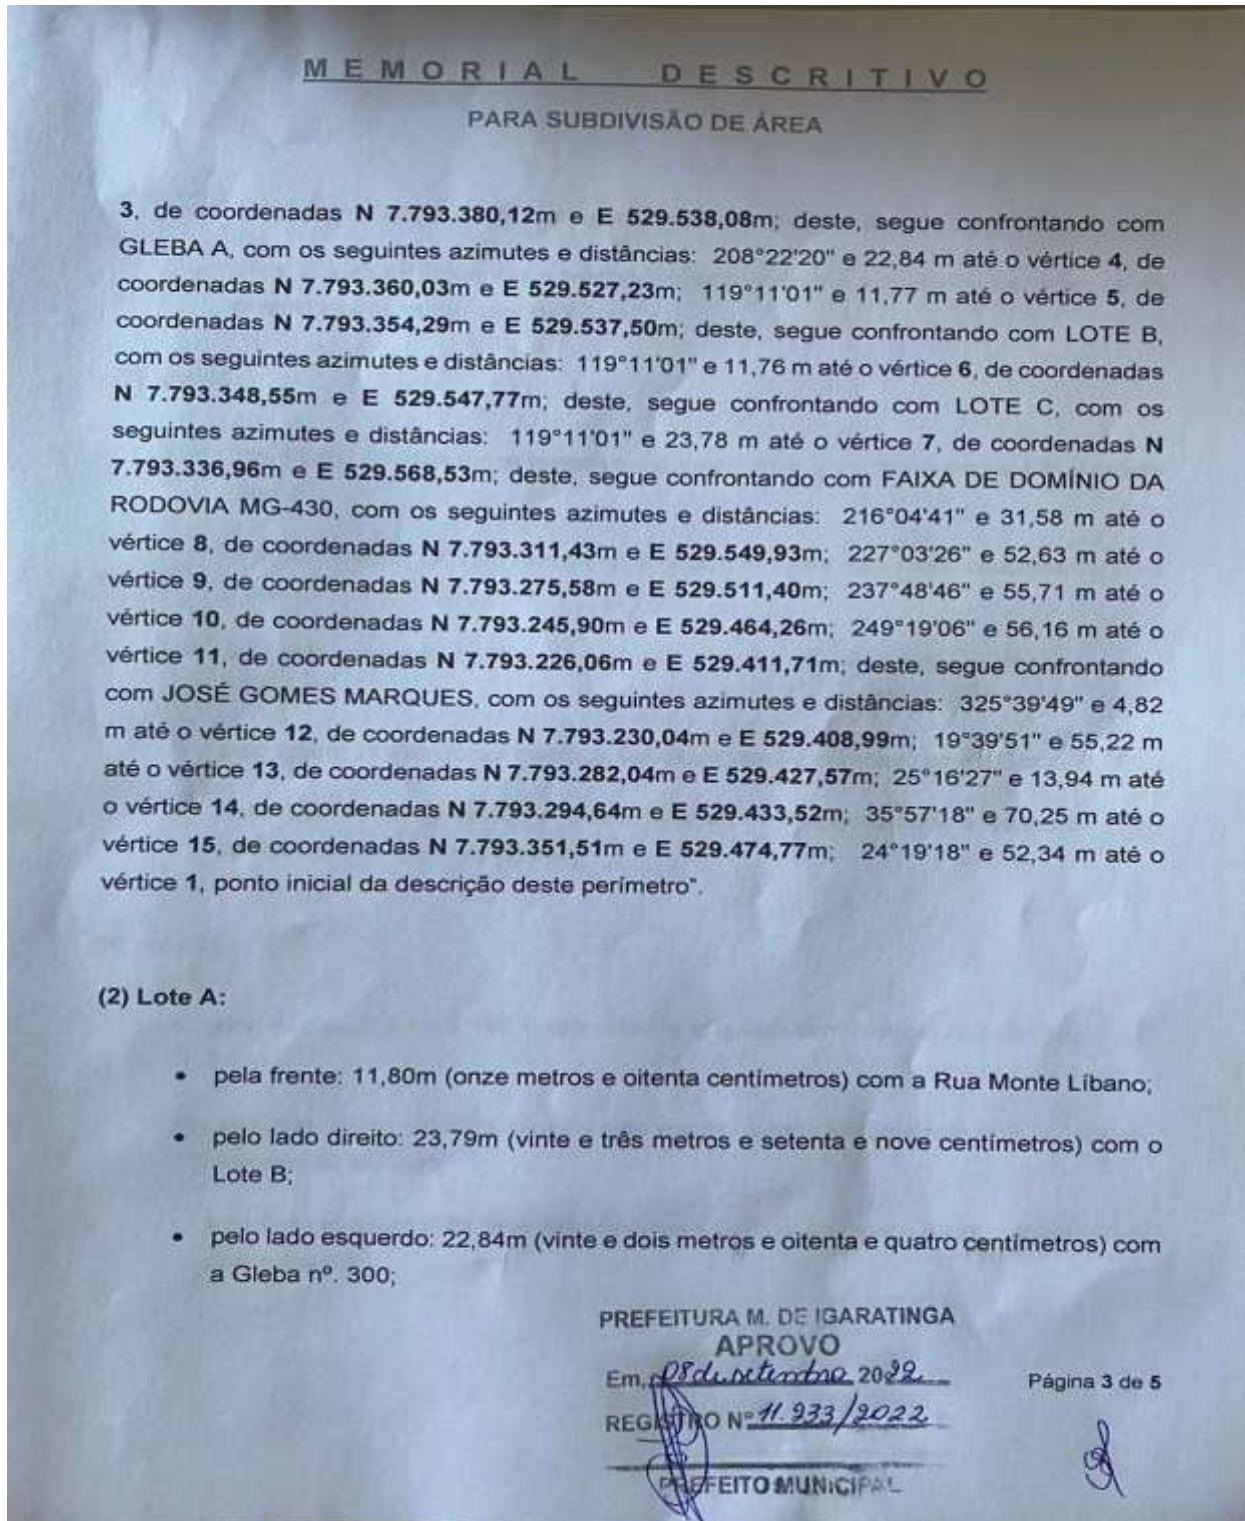 MEMORIAL DESCRITIVO
PARA SUBDIVISÃO DE ÁREA
3, de coordenadas N 7.793.380,12m e E 529.538,08m; deste, segue confrontando com
GLEBA A, com os seguintes azimutes e distâncias: 208°22'20" e 22,84 m até o vértice 4, de
coordenadas N 7.793.360,03m e E 529.527,23m; 119°11'01" e 11,77 m até o vértice 5, de
coordenadas N 7.793.354,29m e E 529.537,50m; deste, segue confrontando com LOTE B,
com os seguintes azimutes e distâncias: 119°11'01" e 11,76 m até o vértice 6, de coordenadas
N 7.793.348,55m e E 529.547,77m; deste, segue confrontando com LOTE C, com os
seguintes azimutes e distâncias: 119°11'01" e 23,78 m até o vértice 7, de coordenadas N
7.793.336,96m e E 529.568,53m; deste, segue confrontando com FAIXA DE DOMÍNIO DA
RODOVIA MG-430, com os seguintes azimutes e distâncias: 216°04'41" e 31,58 m até o
vértice 8, de coordenadas N 7.793.311,43m e E 529.549,93m; 227°03'26" e 52,63 m até o
vértice 9, de coordenadas N 7.793.275,58m e E 529.511,40m; 237°48'46" e 55,71 m até o
vértice 10, de coordenadas N 7.793.245,90m e E 529.464,26m; 249°19'06" e 56,16 m até o
vértice 11, de coordenadas N 7.793.226,06m e E 529.411,71m; deste, segue confrontando
com JOSÉ GOMES MARQUES, com os seguintes azimutes e distâncias: 325°39'49" e 4,82
m até o vértice 12, de coordenadas N 7.793.230,04m e E 529.408,99m; 19°39'51" e 55,22 m
até o vértice 13, de coordenadas N 7.793.282,04m e E 529.427,57m; 25°16'27" e 13,94 m até
o vértice 14, de coordenadas N 7.793.294,64m e E 529.433,52m; 35°57'18" e 70,25 m até o
vértice 15, de coordenadas N 7.793.351,51m e E 529.474,77m; 24°19'18" e 52,34 m até o
vértice 1, ponto inicial da descrição deste perímetro".
(2) Lote A:
• pela frente: 11,80m (onze metros e oitenta centímetros) com a Rua Monte Líbano;
• pelo lado direito: 23,79m (vinte e três metros e setenta e nove centímetros) com o
Lote B;
• pelo lado esquerdo: 22,84m (vinte e dois metros e oitenta e quatro centímetros) com
a Gleba nº. 300;
PREFEITURA M. DE IGARATINGA
APROVO
Em, 08 de setembro 2022
Página 3 de 5
REGISTRO Nº 11.933/2022
PREFEITO MUNICIPAL